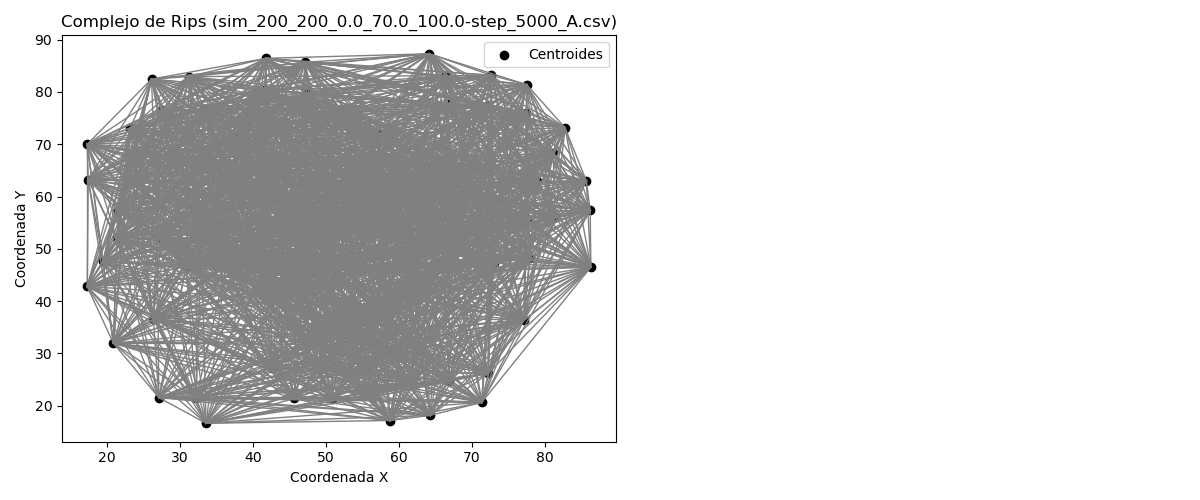 Complejo de Rips (sim_200_200_0.0_70.0_100.0-step_5000_A.csv)
Centroides
90
80
70
60
50
40
30
20
Coordenada Y
20 30 40 50 60 70 80
Coordenada X